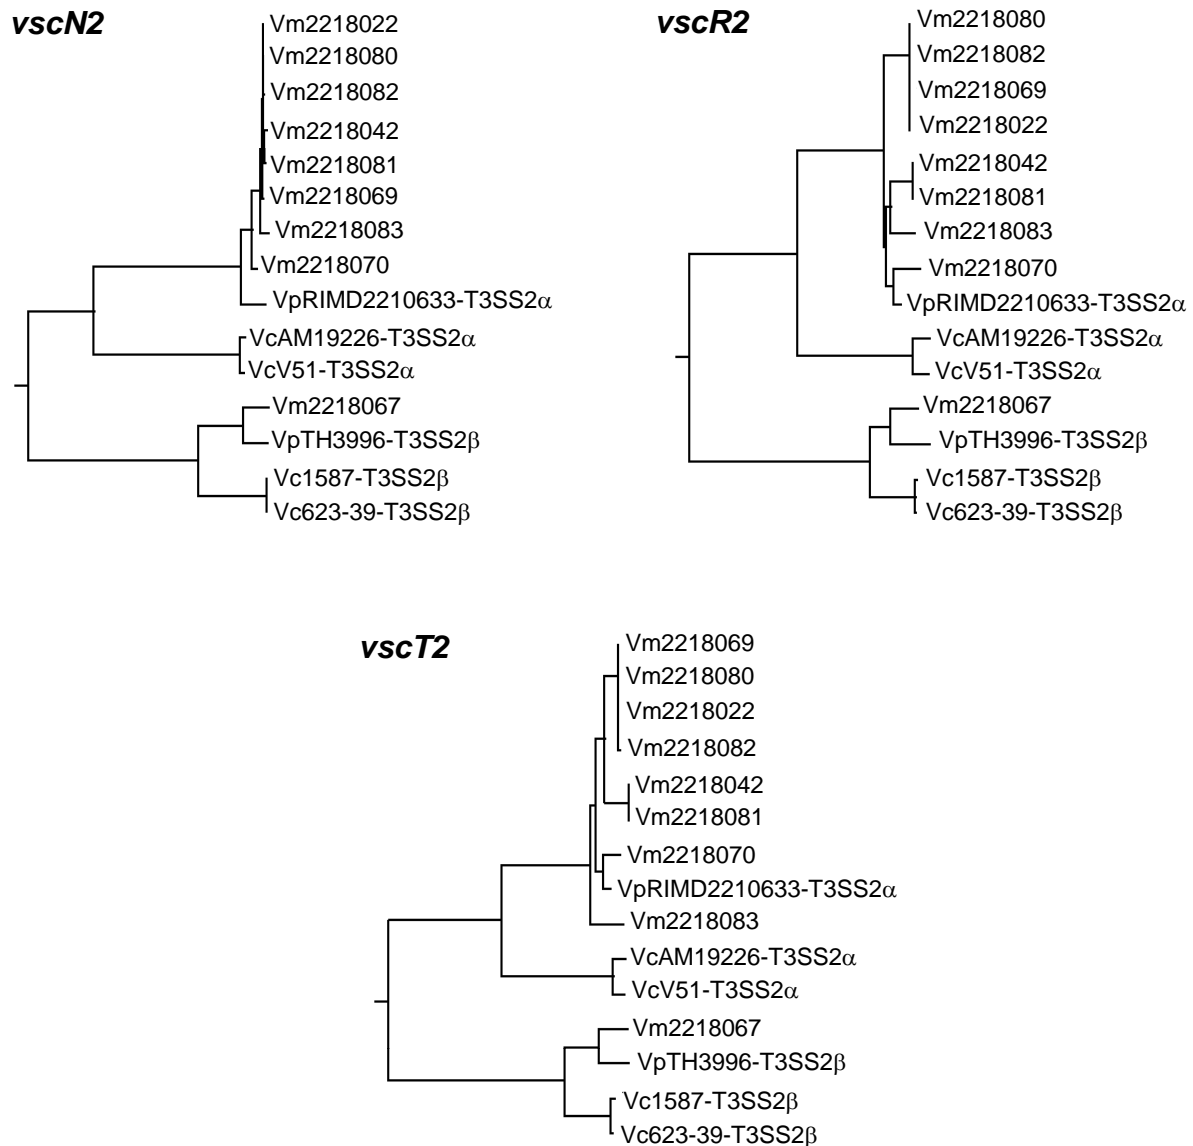 vscN2
Vm2218022
Vm2218080
Vm2218082
Vm2218042
Vm2218081
Vm2218069
Vm2218083
Vm2218070
VpRIMD2210633-T3SS2α
VcAM19226-T3SS2α
VcV51-T3SS2α
Vm2218067
VpTH3996-T3SS2β
Vc1587-T3SS2β
Vc623-39-T3SS2β
vscR2
Vm2218080
Vm2218082
Vm2218069
Vm2218022
Vm2218042
Vm2218081
Vm2218083
Vm2218070
VpRIMD2210633-T3SS2α
VcAM19226-T3SS2α
VcV51-T3SS2α
Vm2218067
VpTH3996-T3SS2β
Vc1587-T3SS2β
Vc623-39-T3SS2β
vscT2
Vm2218069
Vm2218080
Vm2218022
Vm2218082
Vm2218042
Vm2218081
Vm2218070
VpRIMD2210633-T3SS2α
Vm2218083
VcAM19226-T3SS2α
VcV51-T3SS2α
Vm2218067
VpTH3996-T3SS2β
Vc1587-T3SS2β
Vc623-39-T3SS2β